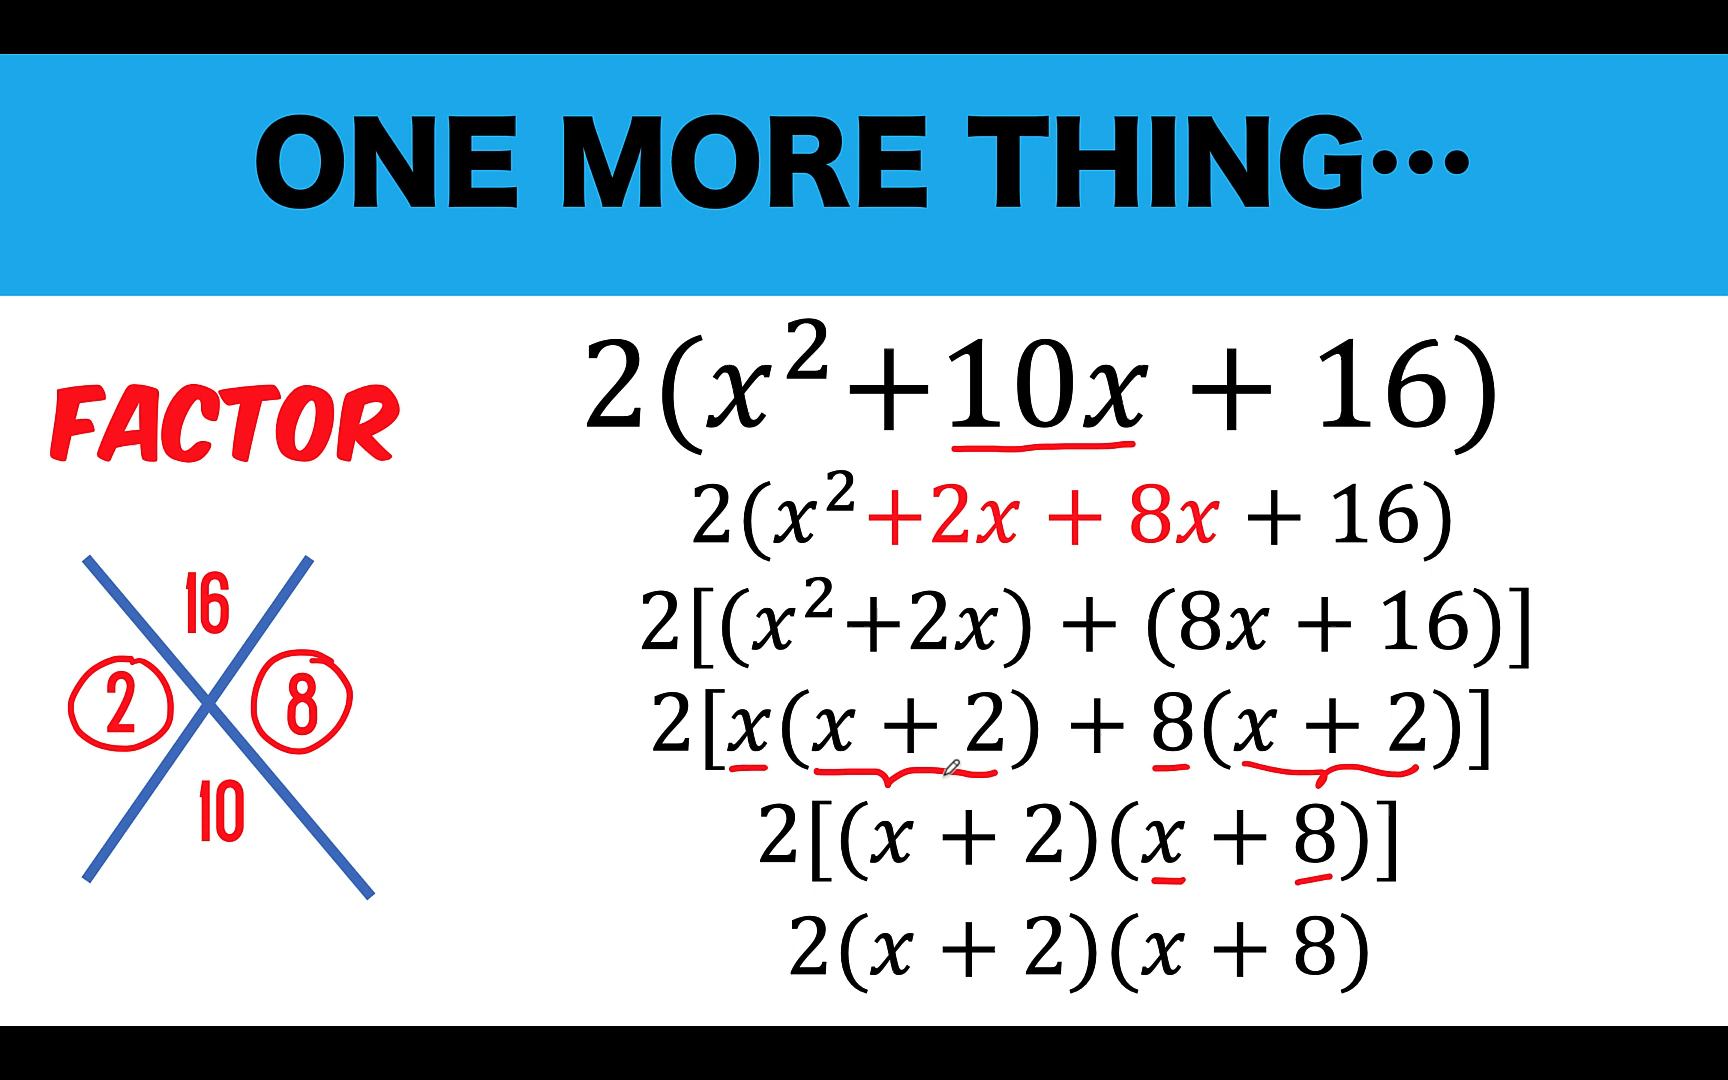 ONE MORE THING…
FACTOR
16
2 8
10
2(x²+10x + 16)
2(x²+2x + 8x + 16)
2[(x²+2x) + (8x + 16)]
2[x(x + 2) + 8(x + 2)]
2[(x + 2)(x + 8)]
2(x + 2)(x + 8)